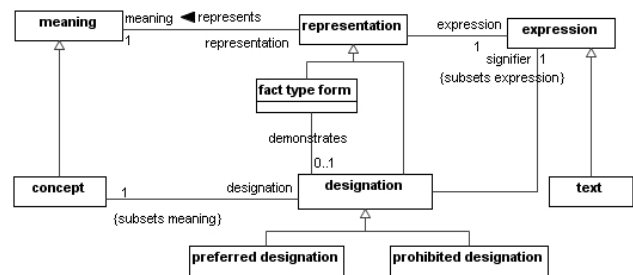 meaning
meaning ◀ represents
1
representation
representation
expression
1
expression
signifier 1
{subsets expression}
fact type form
demonstrates
0..1
concept
1
designation
{subsets meaning}
designation
text
preferred designation
prohibited designation